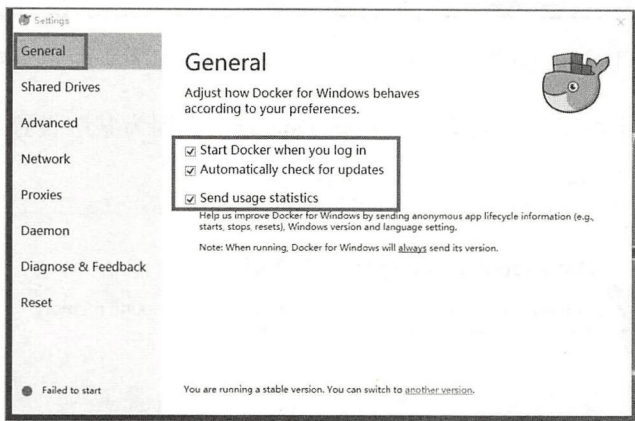 Settings
General
Shared Drives
Advanced
Network
Proxies
Daemon
Diagnose & Feedback
Reset
Failed to start
General
Adjust how Docker for Windows behaves
according to your preferences.
Start Docker when you log in
Automatically check for updates
Send usage statistics
Help us improve Docker for Windows by sending anonymous app lifecycle information (e.g.,
starts, stops, resets), Windows version and language setting.
Note: When running, Docker for Windows will always send its version.
You are running a stable version. You can switch to another version.